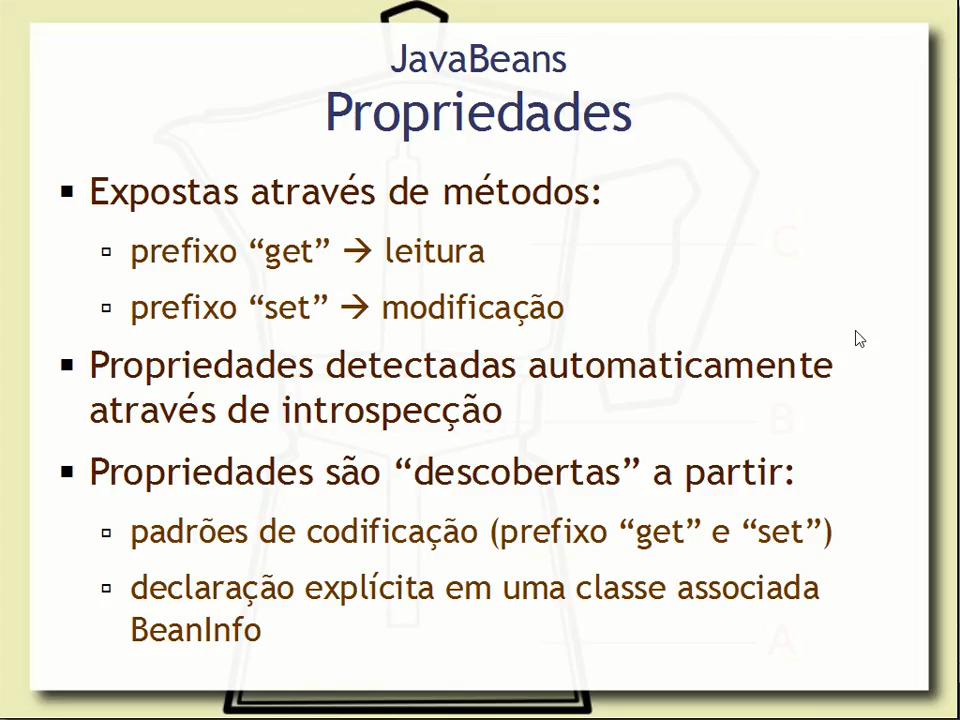 JavaBeans
Propriedades
▪ Expostas através de métodos:
▫ prefixo “get” → leitura
▫ prefixo “set” → modificação
▪ Propriedades detectadas automaticamente
através de introspecção
▪ Propriedades são “descobertas” a partir:
▫ padrões de codificação (prefixo “get” e “set”)
▫ declaração explícita em uma classe associada
BeanInfo
C
B
A